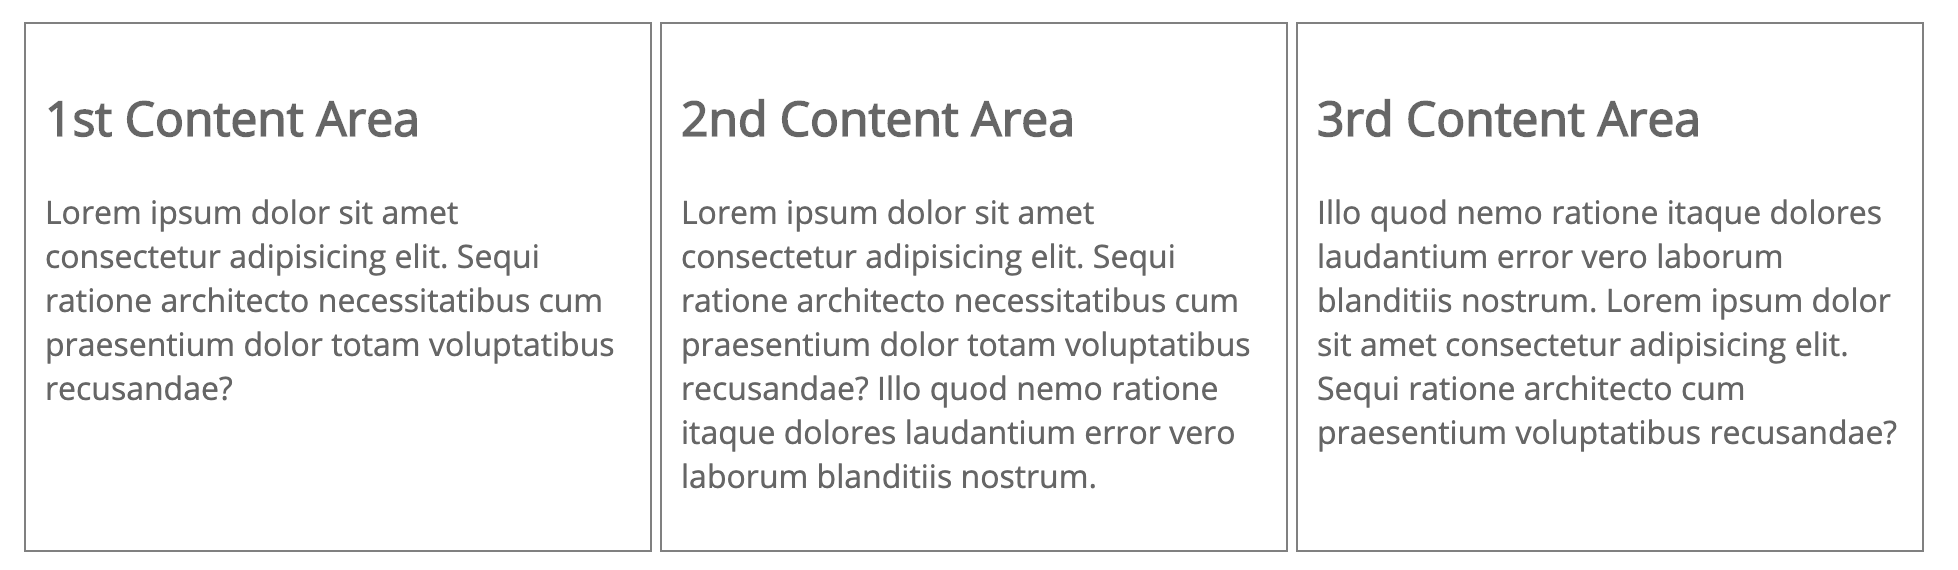 1st Content Area
Lorem ipsum dolor sit amet
consectetur adipisicing elit. Sequi
ratione architecto necessitatibus cum
praesentium dolor totam voluptatibus
recusandae?
2nd Content Area
Lorem ipsum dolor sit amet
consectetur adipisicing elit. Sequi
ratione architecto necessitatibus cum
praesentium dolor totam voluptatibus
recusandae? Illo quod nemo ratione
itaque dolores laudantium error vero
laborum blanditiis nostrum.
3rd Content Area
Illo quod nemo ratione itaque dolores
laudantium error vero laborum
blanditiis nostrum. Lorem ipsum dolor
sit amet consectetur adipisicing elit.
Sequi ratione architecto cum
praesentium voluptatibus recusandae?